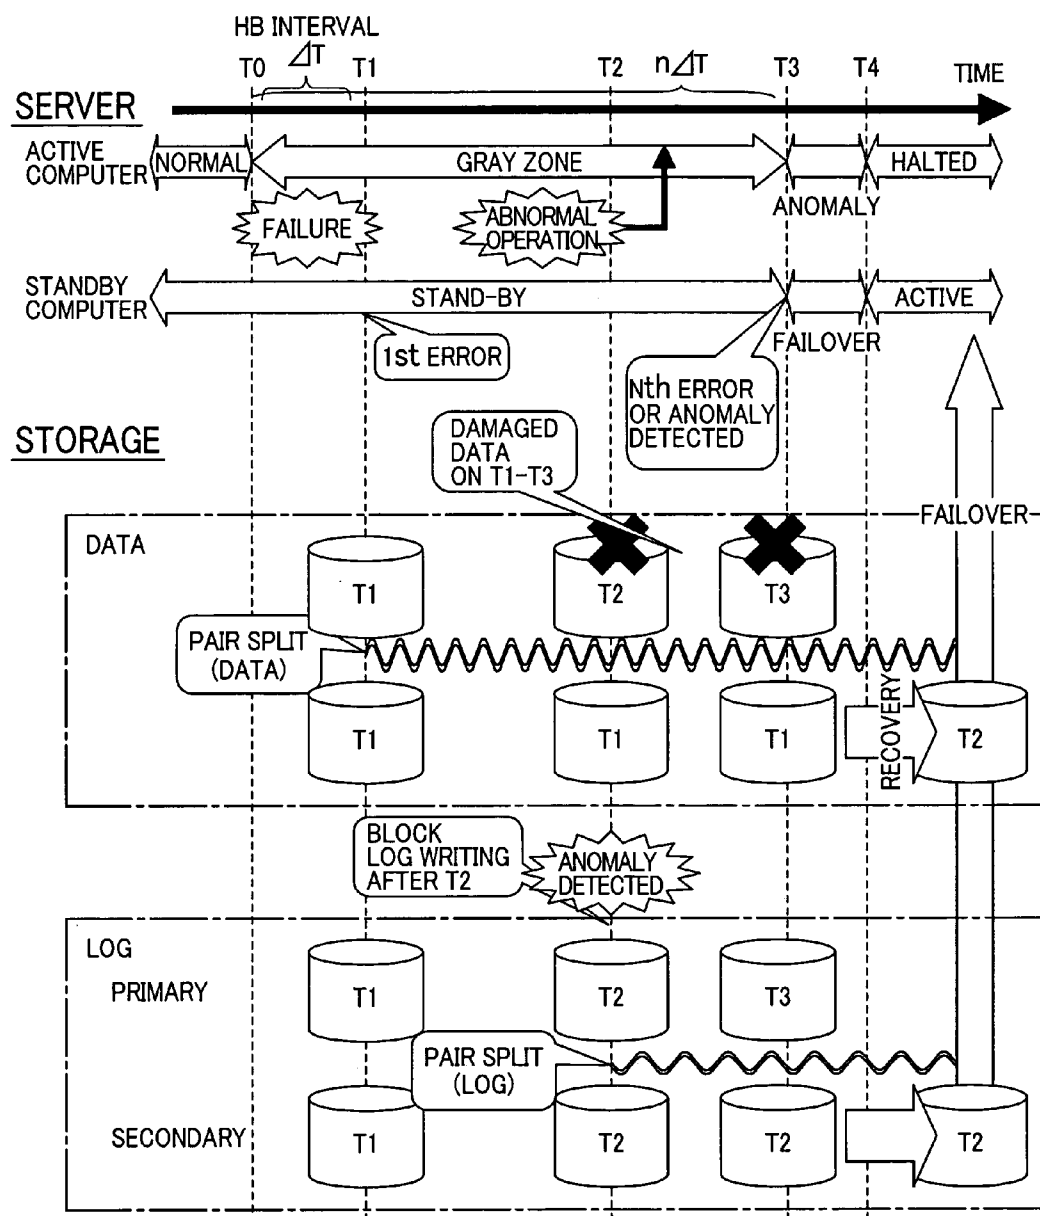 HB INTERVAL
⊿T
T0
T1
T2
n⊿T
T3
T4
TIME
SERVER
ACTIVE
COMPUTER
NORMAL
GRAY ZONE
HALTED
ANOMALY
FAILURE
ABNORMAL
OPERATION
STANDBY
COMPUTER
STAND-BY
ACTIVE
FAILOVER
1st ERROR
Nth ERROR
OR ANOMALY
DETECTED
STORAGE
DAMAGED
DATA
ON T1-T3
FAILOVER
DATA
T1
T2
T3
PAIR SPLIT
(DATA)
T1
T1
T1
RECOVERY
T2
BLOCK
LOG WRITING
AFTER T2
ANOMALY
DETECTED
LOG
PRIMARY
T1
T2
T3
PAIR SPLIT
(LOG)
SECONDARY
T1
T2
T2
T2